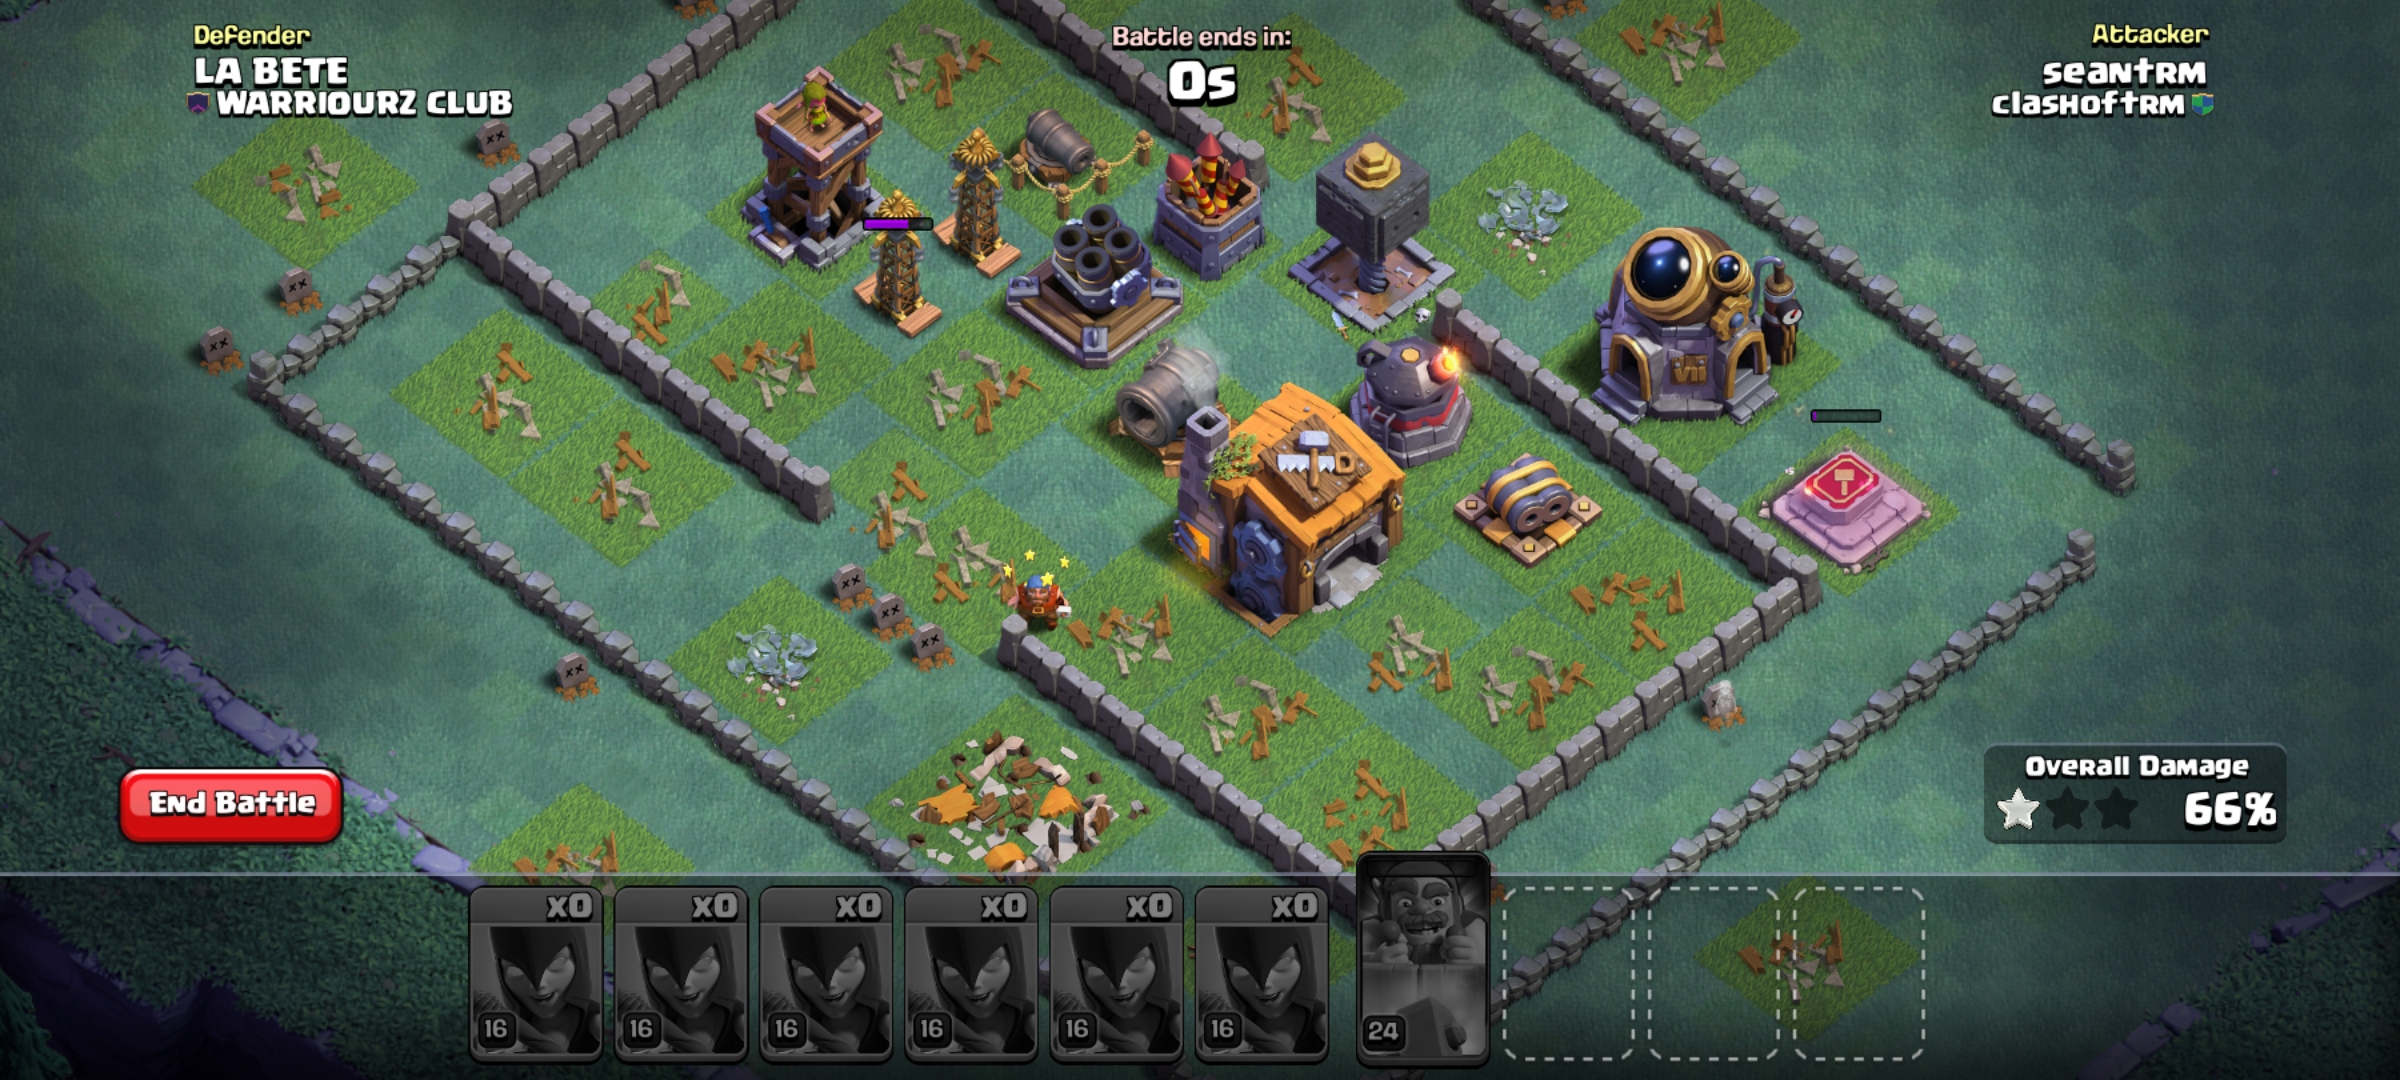 Defender
LA BETE
WARRIOURZ CLUB
Battle ends in:
0s
Attacker
seantRM
clashoftRM
VII
End Battle
Overall Damage
66%
x0
x0
x0
x0
x0
x0
16
16
16
16
16
16
24